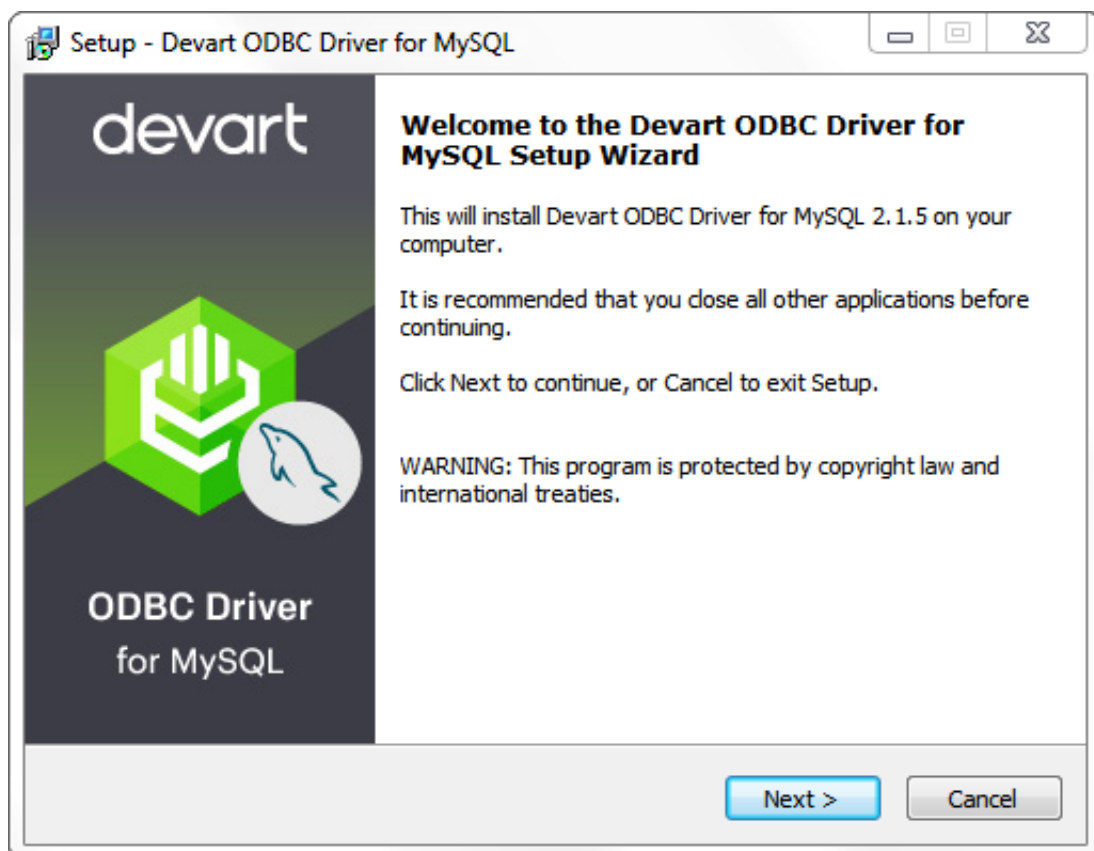 Setup - Devart ODBC Driver for MySQL
devart
ODBC Driver
for MySQL
Welcome to the Devart ODBC Driver for
MySQL Setup Wizard
This will install Devart ODBC Driver for MySQL 2.1.5 on your
computer.
It is recommended that you close all other applications before
continuing.
Click Next to continue, or Cancel to exit Setup.
WARNING: This program is protected by copyright law and
international treaties.
Next >
Cancel